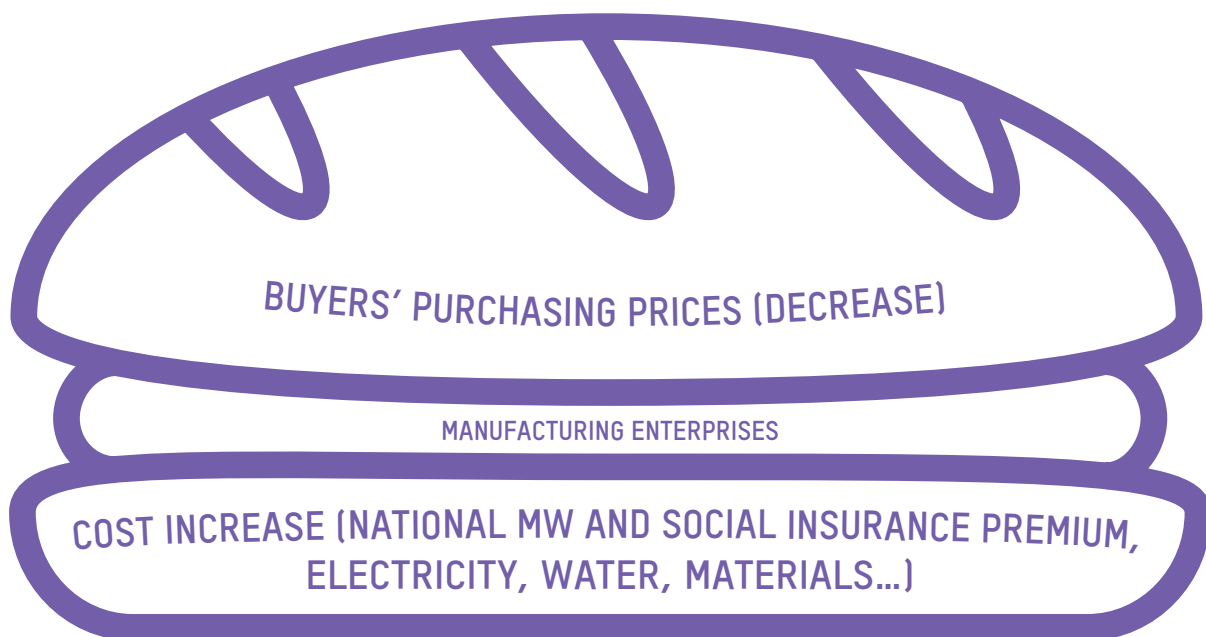 BUYERS’ PURCHASING PRICES (DECREASE)
MANUFACTURING ENTERPRISES
COST INCREASE (NATIONAL MW AND SOCIAL INSURANCE PREMIUM,
ELECTRICITY, WATER, MATERIALS...)